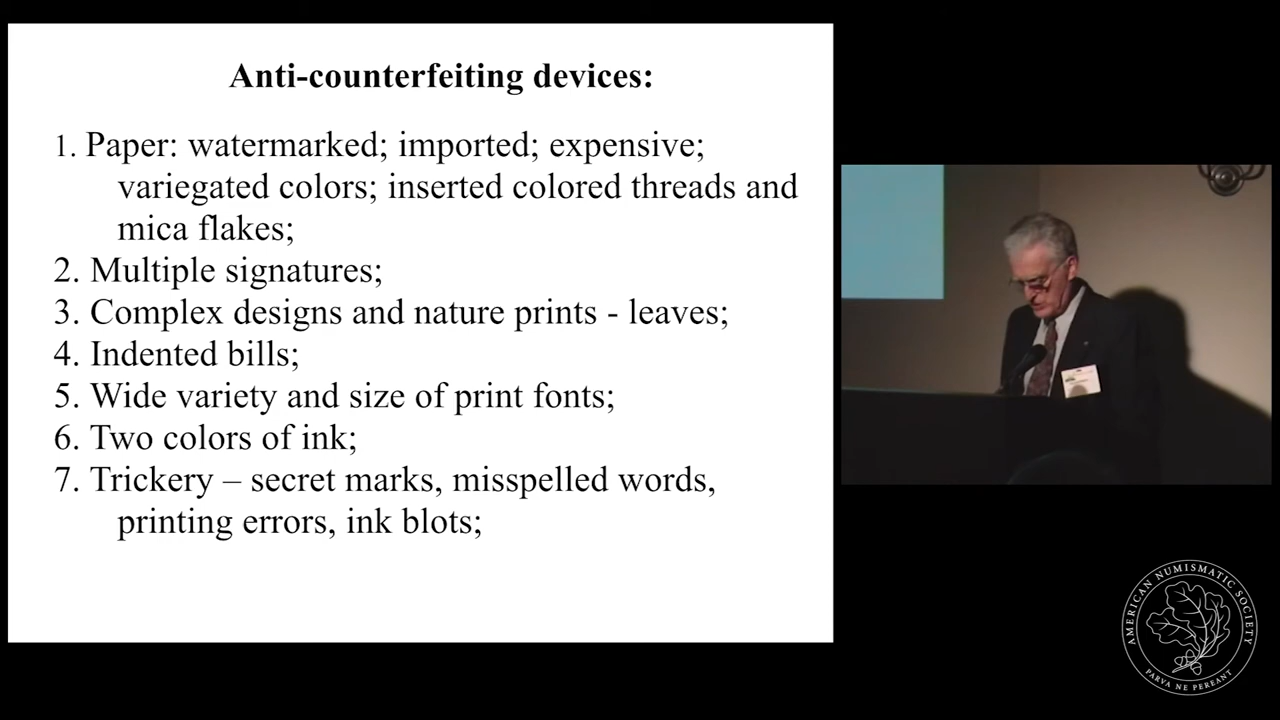 Anti-counterfeiting devices:
1. Paper: watermarked; imported; expensive;
variegated colors; inserted colored threads and
mica flakes;
2. Multiple signatures;
3. Complex designs and nature prints - leaves;
4. Indented bills;
5. Wide variety and size of print fonts;
6. Two colors of ink;
7. Trickery – secret marks, misspelled words,
printing errors, ink blots;
AMERICAN NUMISMATIC SOCIETY
PARVA NE PEREANT